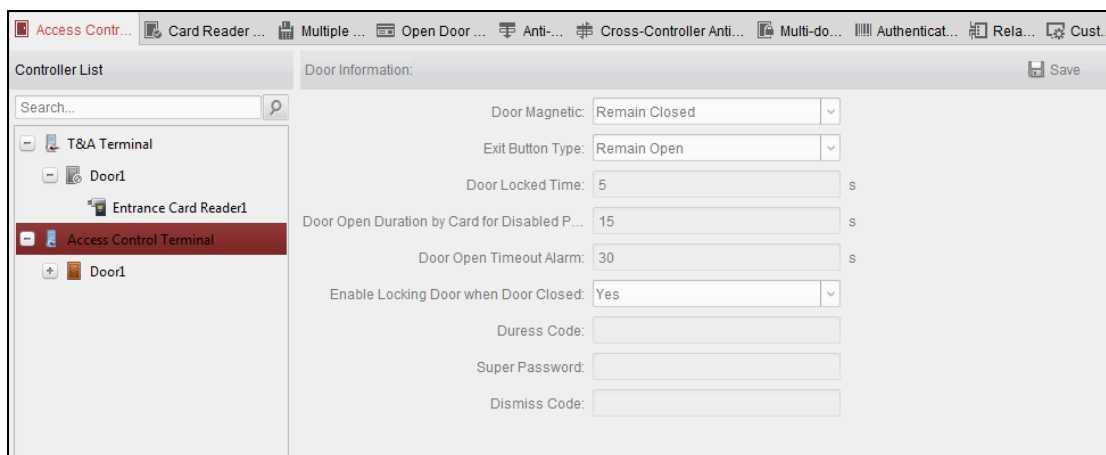 Access Contr... Card Reader ... Multiple ... Open Door ... Anti-... Cross-Controller Anti... Multi-do... Authenticat... Rela... Cust..
Controller List
Door Information:
Save
Search...
T&A Terminal
Door1
Entrance Card Reader1
Access Control Terminal
Door1
Door Magnetic: Remain Closed
Exit Button Type: Remain Open
Door Locked Time: 5 s
Door Open Duration by Card for Disabled P... 15 s
Door Open Timeout Alarm: 30 s
Enable Locking Door when Door Closed: Yes
Duress Code:
Super Password:
Dismiss Code: